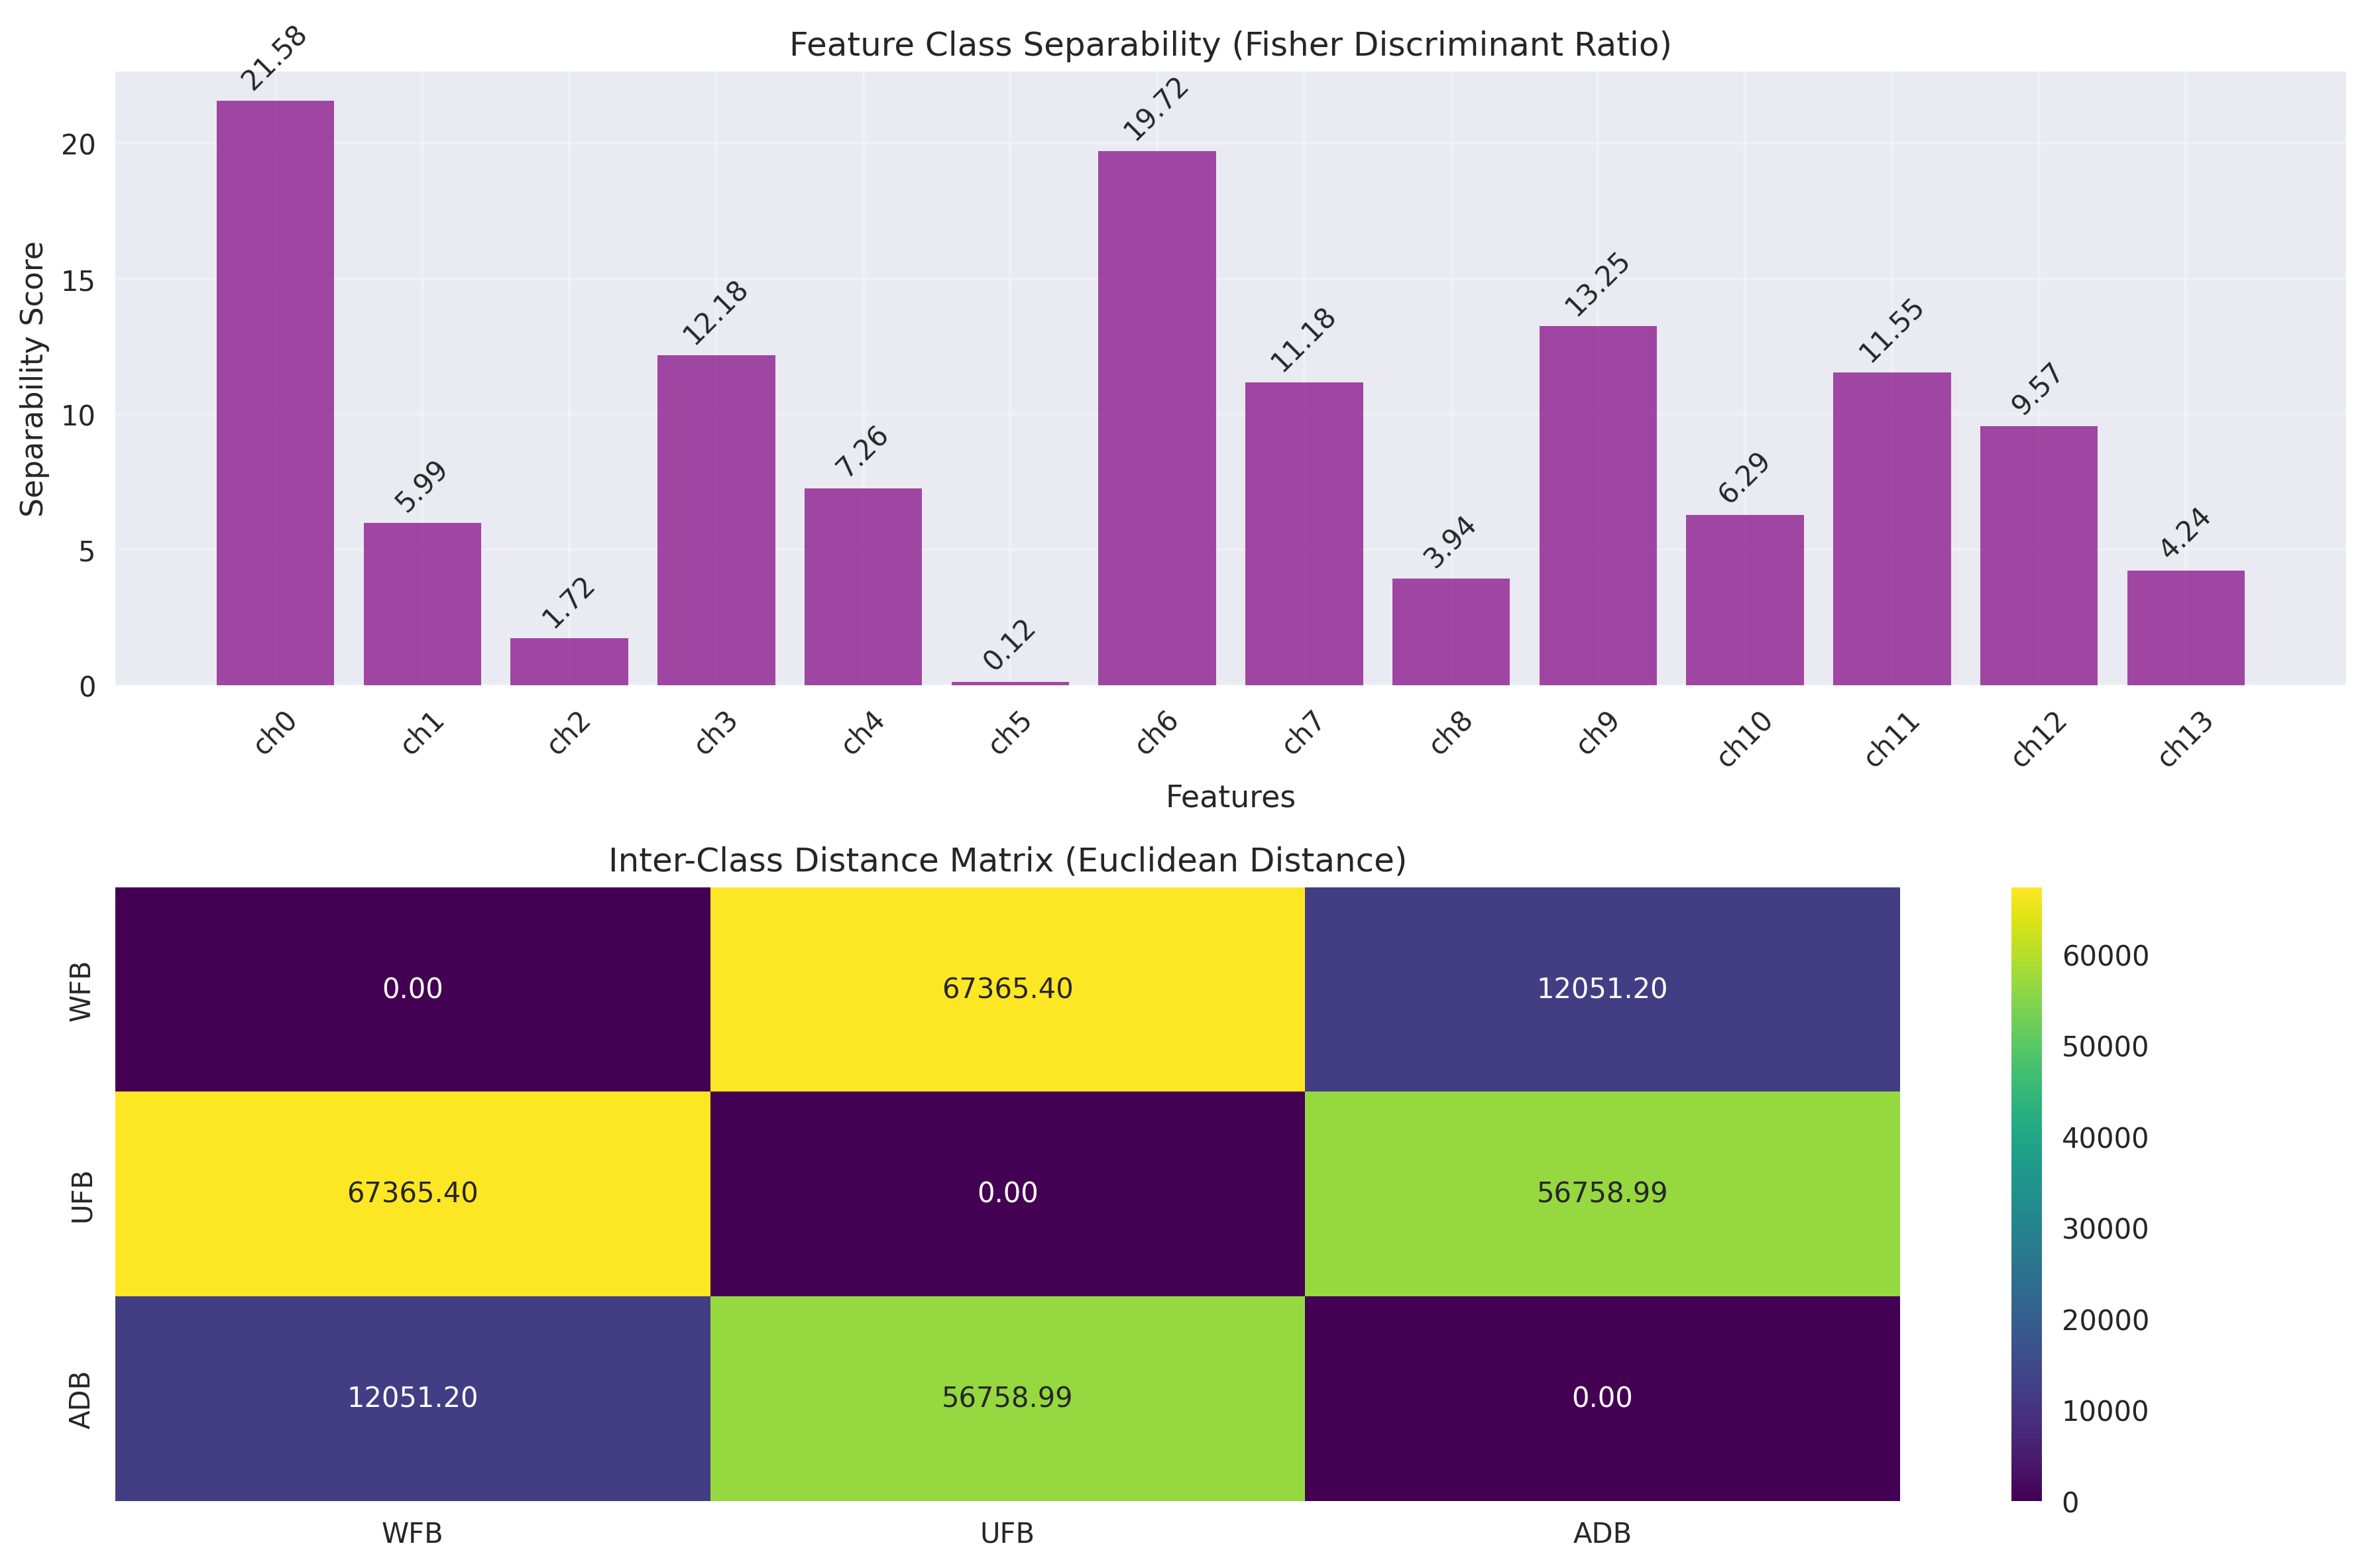 Feature Class Separability (Fisher Discriminant Ratio)
Separability Score
20
15
10
5
0
21.58
5.99
1.72
12.18
7.26
0.12
19.72
11.18
3.94
13.25
6.29
11.55
9.57
4.24
ch0
ch1
ch2
ch3
ch4
ch5
ch6
ch7
ch8
ch9
ch10
ch11
ch12
ch13
Features
Inter-Class Distance Matrix (Euclidean Distance)
WFB
0.00
67365.40
12051.20
UFB
67365.40
0.00
56758.99
ADB
12051.20
56758.99
0.00
WFB
UFB
ADB
60000
50000
40000
30000
20000
10000
0